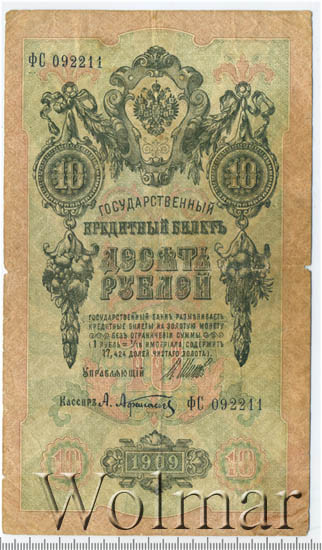 ФС 092211
10 10
ГОСУДАРСТВЕННЫЙ
КРЕДИТНЫЙ БИЛЕТЪ
ДЕСЯТЬ
РУБЛЕЙ
ГОСУДАРСТВЕННЫЙ БАНКЪ РАЗМѢНИВАЕТЪ
КРЕДИТНЫЕ БИЛЕТЫ НА ЗОЛОТУЮ МОНЕТУ
БЕЗЪ ОГРАНИЧЕНІЯ СУММЫ
(1 РУБЛЬ = 1/15 ИМПЕРІАЛА, СОДЕРЖИТЪ
17,424 ДОЛЕЙ ЧИСТАГО ЗОЛОТА).
УПРАВЛЯЮЩІЙ
КАССИРЪ А. Афанасьевъ ФС 092211
10 1909 10
Wolmar